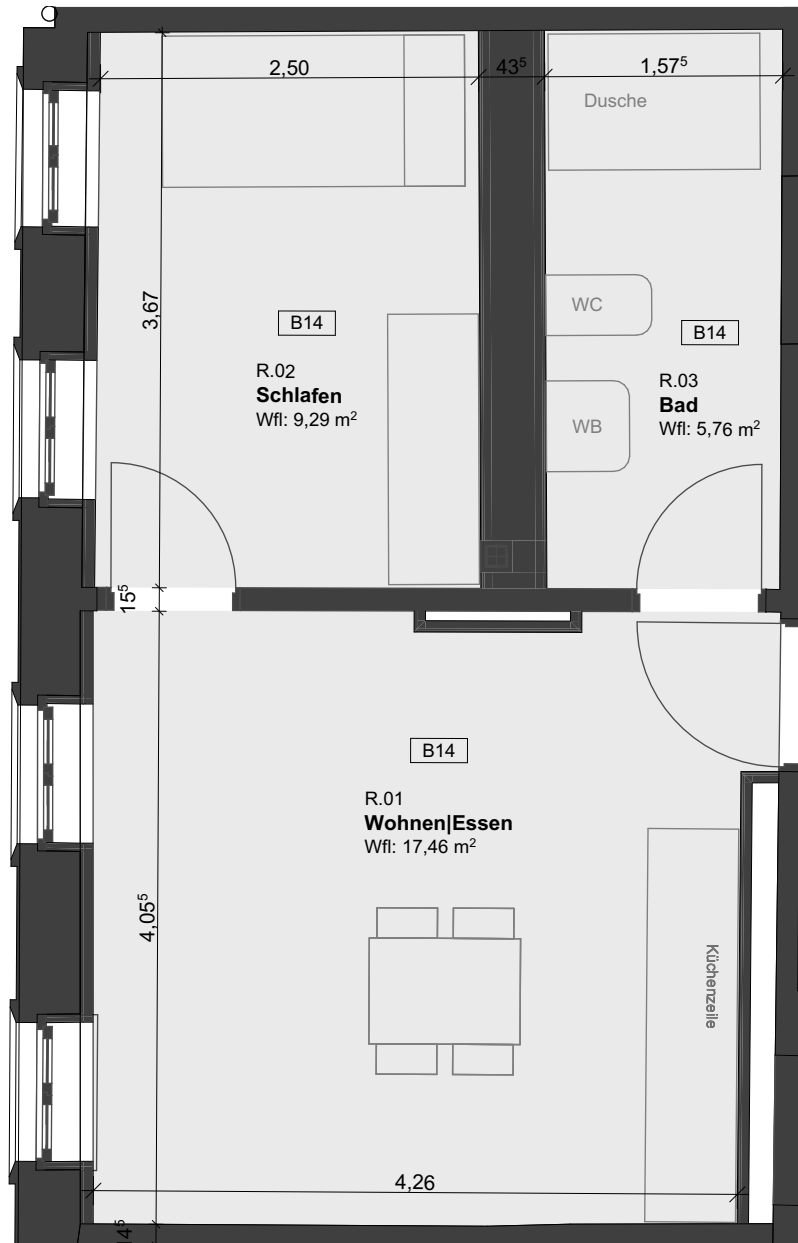 2,50
43⁵
1,57⁵
Dusche
3,67
WC
B14
B14
R.02
Schlafen
Wfl: 9,29 m²
R.03
Bad
Wfl: 5,76 m²
WB
15⁵
B14
R.01
Wohnen|Essen
Wfl: 17,46 m²
4,05⁵
Küchenzeile
4,26
14⁵